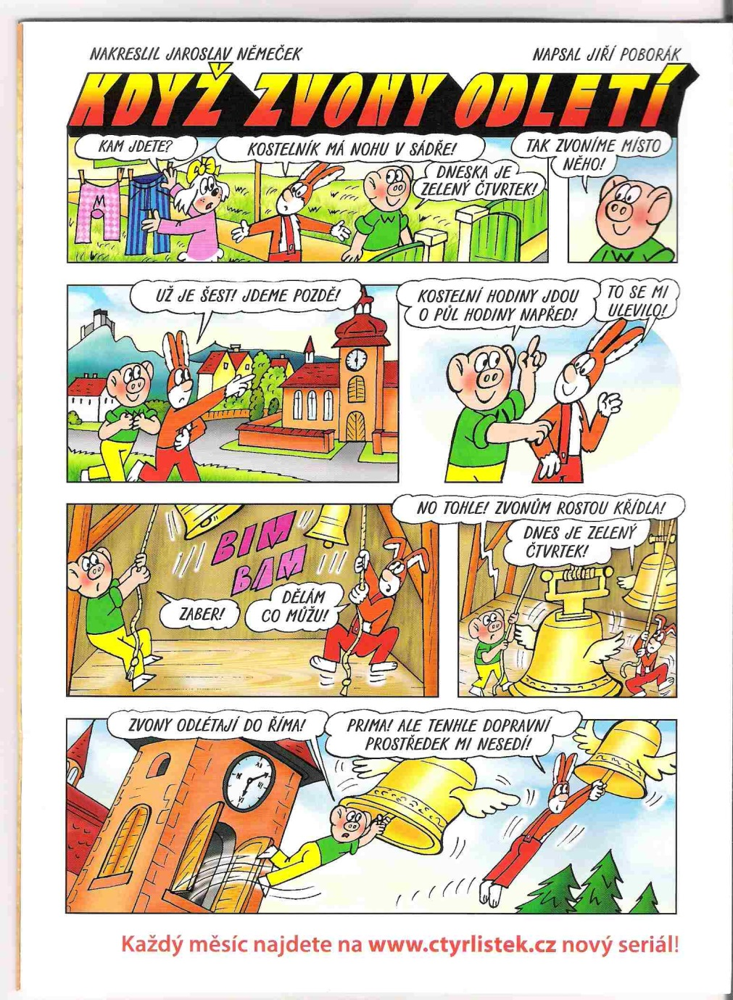 NAKRESLIL JAROSLAV NĚMEČEK
NAPSAL JIŘÍ POBORÁK
KDYŽ ZVONY ODLETÍ
KAM JDETE?
KOSTELNÍK MÁ NOHU V SÁDŘE!
DNESKA JE
ZELENÝ ČTVRTEK!
TAK ZVONÍME MÍSTO
NĚHO!
M
W
W
UŽ JE ŠEST! JDEME POZDĚ!
KOSTELNÍ HODINY JDOU
O PŮL HODINY NAPŘED!
TO SE MI
ULEVILO!
BIM
BAM
ZABER!
DĚLÁM
CO MŮŽU!
NO TOHLE! ZVONŮM ROSTOU KŘÍDLA!
DNES JE ZELENÝ
ČTVRTEK!
ZVONY ODLÉTAJÍ DO ŘÍMA!
PRIMA! ALE TENHLE DOPRAVNÍ
PROSTŘEDEK MI NESEDÍ!
Každý měsíc najdete na www.ctyrlistek.cz nový seriál!